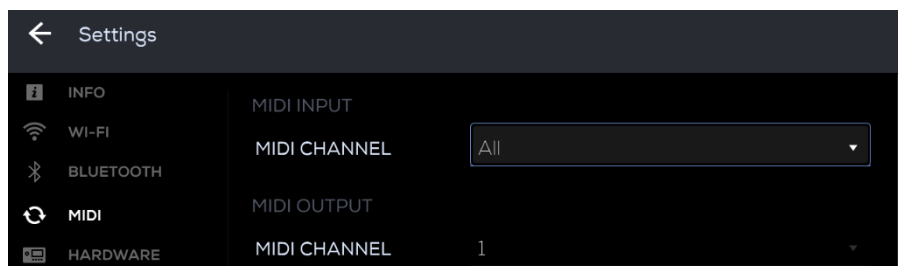 Settings
INFO
WI-FI
BLUETOOTH
MIDI
HARDWARE
MIDI INPUT
MIDI CHANNEL All
MIDI OUTPUT
MIDI CHANNEL 1